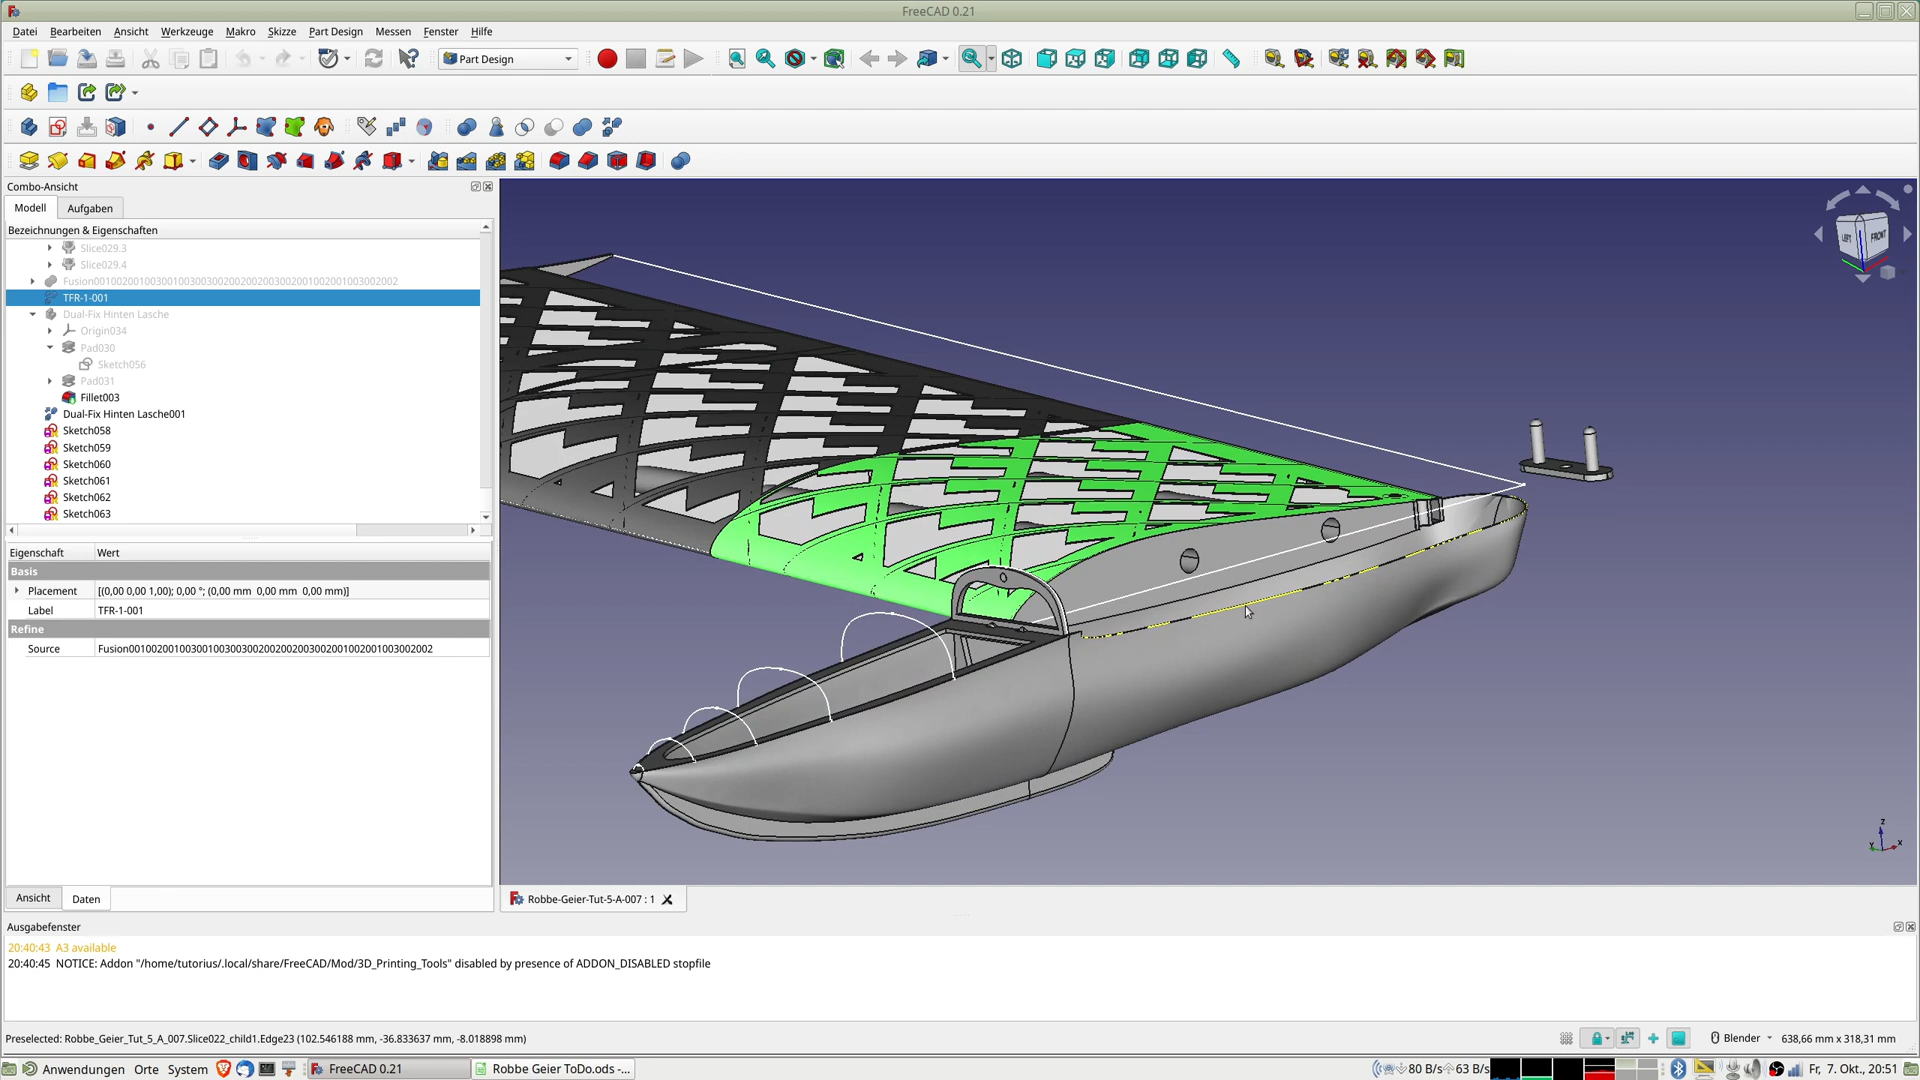 FreeCAD 0.21
Datei Bearbeiten Ansicht Werkzeuge Makro Skizze Part Design Messen Fenster Hilfe
Part Design
Combo-Ansicht
Modell Aufgaben
Bezeichnungen & Eigenschaften
Slice029.3
Slice029.4
Fusion001002001003001003003002002002003002001002001003002002
TFR-1-001
Dual-Fix Hinten Lasche
Origin034
Pad030
Sketch056
Pad031
Fillet003
Dual-Fix Hinten Lasche001
Sketch058
Sketch059
Sketch060
Sketch061
Sketch062
Sketch063
Eigenschaft Wert
Basis
Placement [(0,00 0,00 1,00); 0,00 °; (0,00 mm 0,00 mm 0,00 mm)]
Label TFR-1-001
Refine
Source Fusion001002001003001003003002002002003002001002001003002002
LEFT FRONT
Z
Y X
Ansicht Daten
Robbe-Geier-Tut-5-A-007 : 1
Ausgabefenster
20:40:43 A3 available
20:40:45 NOTICE: Addon "/home/tutorius/.local/share/FreeCAD/Mod/3D_Printing_Tools" disabled by presence of ADDON_DISABLED stopfile
Preselected: Robbe_Geier_Tut_5_A_007.Slice022_child1.Edge23 (102.546188 mm, -36.833637 mm, -8.018898 mm)
Blender 638,66 mm x 318,31 mm
Anwendungen Orte System FreeCAD 0.21 Robbe Geier ToDo.ods -... 80 B/s 63 B/s Fr, 7. Okt., 20:51